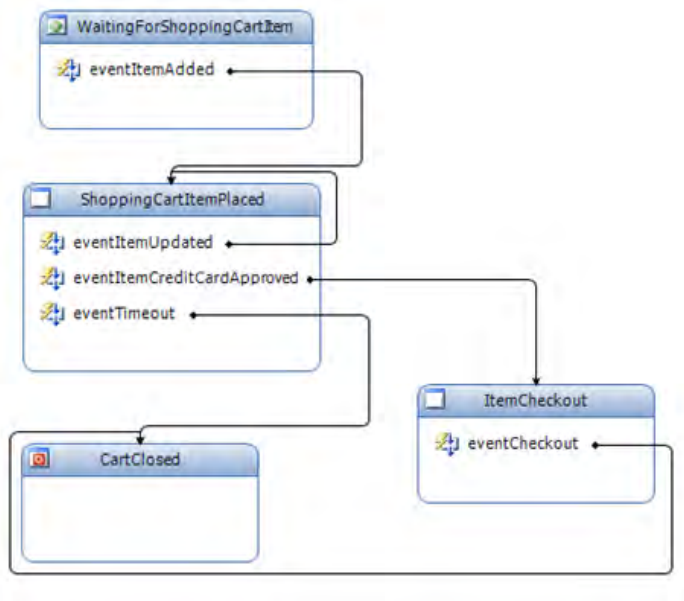 WaitingForShoppingCartItem
eventItemAdded
ShoppingCartItemPlaced
eventItemUpdated
eventItemCreditCardApproved
eventTimeout
ItemCheckout
eventCheckout
CartClosed